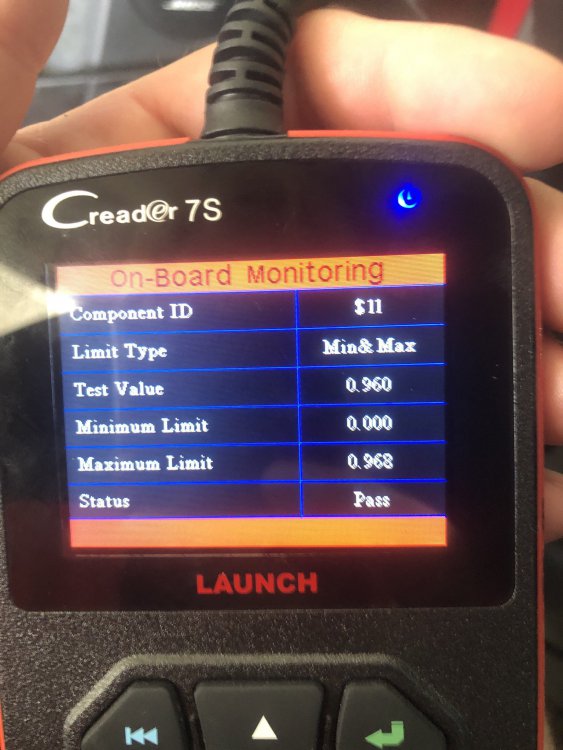 Creader 7S
On-Board Monitoring
Component ID $11
Limit Type Min& Max
Test Value 0.960
Minimum Limit 0.000
Maximum Limit 0.968
Status Pass
LAUNCH